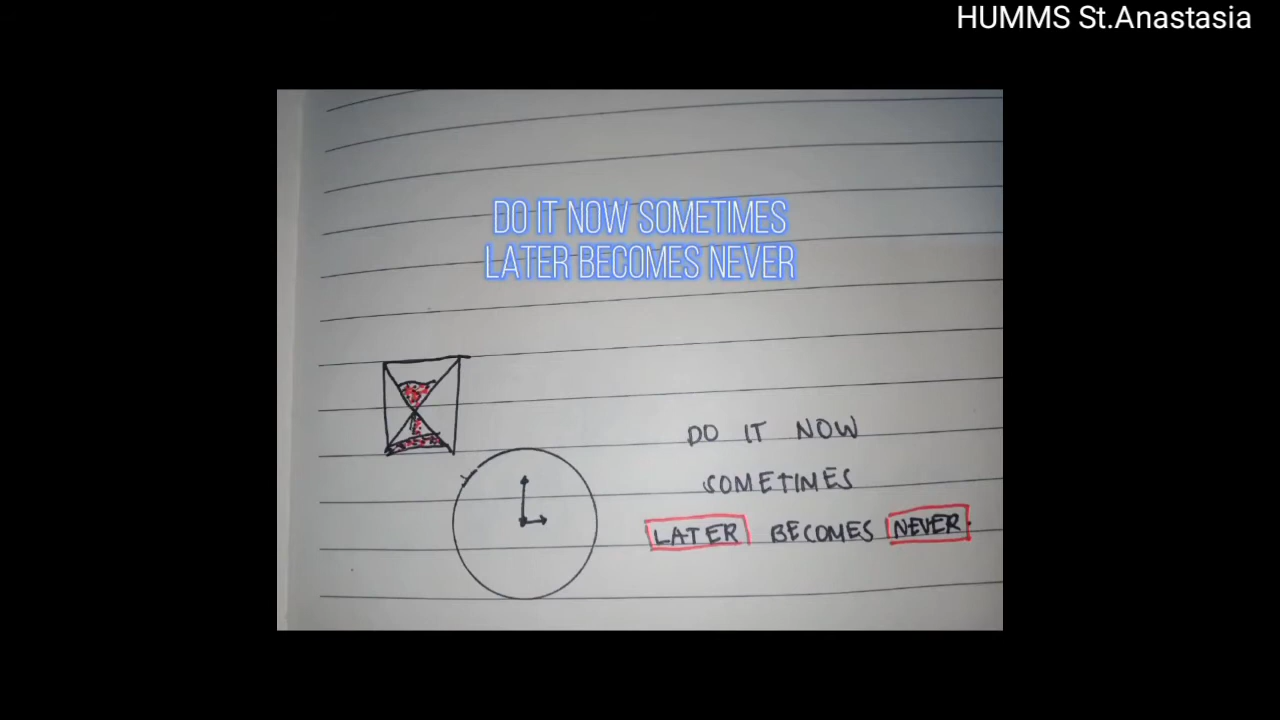 HUMMS St.Anastasia
DO IT NOW SOMETIMES
LATER BECOMES NEVER
DO IT NOW
SOMETIMES
LATER BECOMES NEVER.